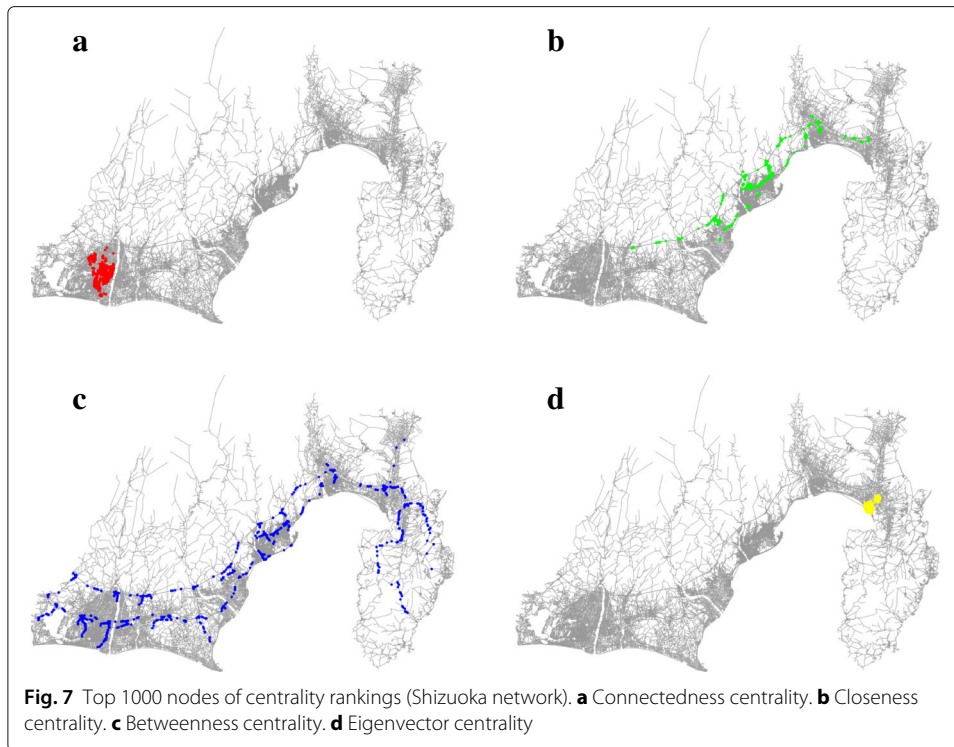 a
b
c
d
Fig. 7 Top 1000 nodes of centrality rankings (Shizuoka network). a Connectedness centrality. b Closeness
centrality. c Betweenness centrality. d Eigenvector centrality